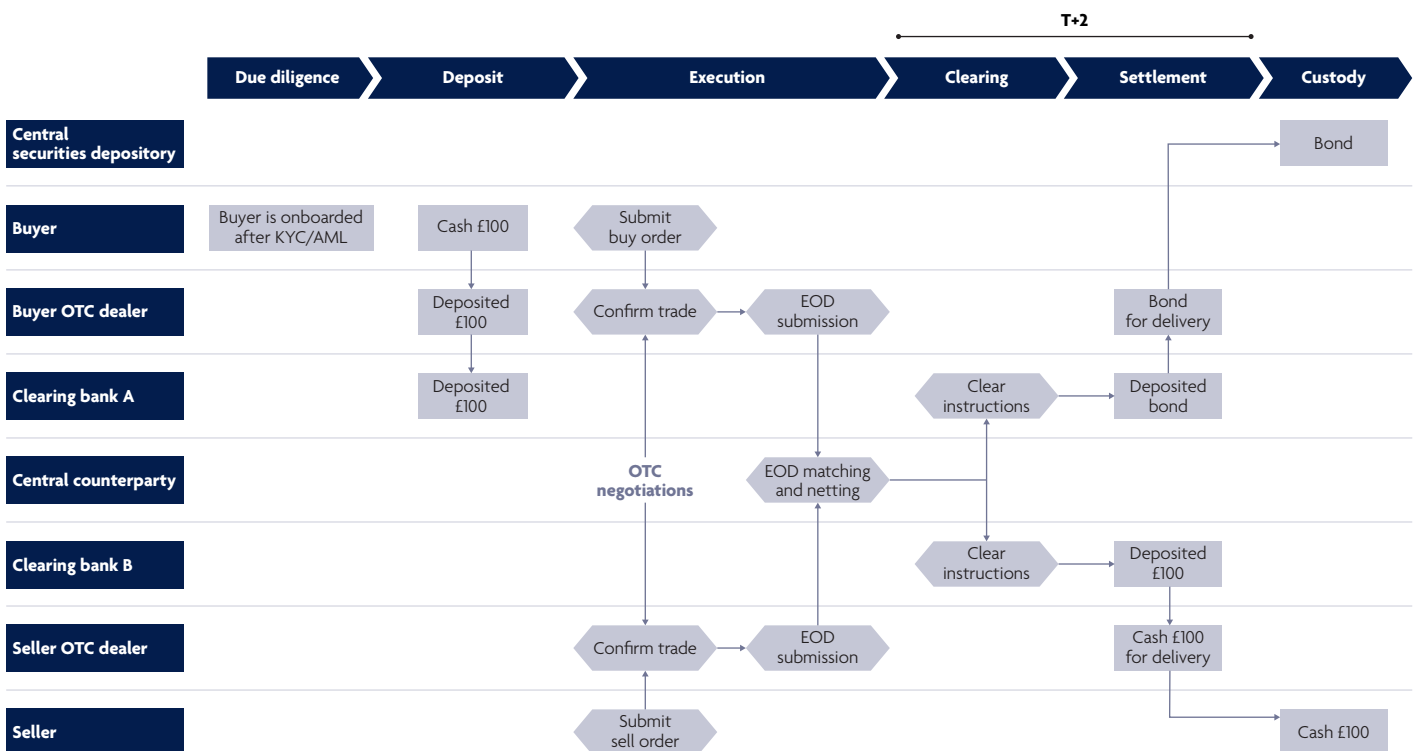 T+2
Due diligence
Deposit
Execution
Clearing
Settlement
Custody
Central
securities depository
Bond
Buyer
Buyer is onboarded
after KYC/AML
Cash £100
Submit
buy order
Buyer OTC dealer
Deposited
£100
Confirm trade
EOD
submission
Bond
for delivery
Clearing bank A
Deposited
£100
Clear
instructions
Deposited
bond
Central counterparty
OTC
negotiations
EOD matching
and netting
Clearing bank B
Clear
instructions
Deposited
£100
Seller OTC dealer
Confirm trade
EOD
submission
Cash £100
for delivery
Seller
Submit
sell order
Cash £100